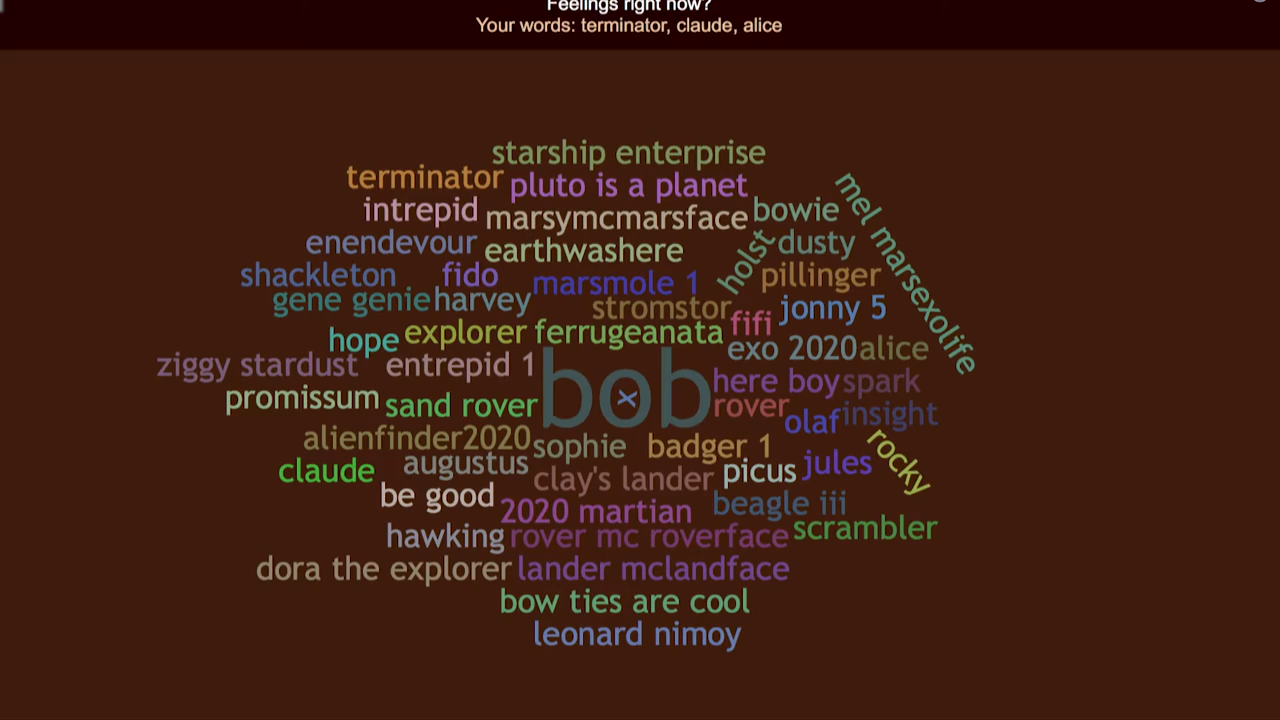 Feelings right now?
Your words: terminator, claude, alice
starship enterprise
terminator
pluto is a planet
mel marsexolife
intrepid
marsymcmarsface
bowie
enendevour
earthwashere
holst
dusty
shackleton
fido
marsmole 1
pillinger
gene genie
harvey
stromstor
fifi
jonny 5
hope
explorer
ferrugeanata
exo 2020
alice
ziggy stardust
entrepid 1
bob
x
here boy
spark
promissum
sand rover
rover
olaf
insight
alienfinder2020
sophie
badger 1
rocky
claude
augustus
clay's lander
picus
jules
be good
2020 martian
beagle iii
hawking
rover mc roverface
scrambler
dora the explorer
lander mclandface
bow ties are cool
leonard nimoy